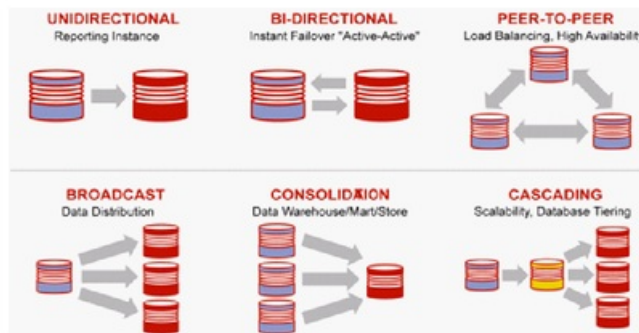 UNIDIRECTIONAL
Reporting Instance
BI-DIRECTIONAL
Instant Failover "Active-Active"
PEER-TO-PEER
Load Balancing, High Availability
BROADCAST
Data Distribution
CONSOLIDATION
Data Warehouse/Mart/Store
CASCADING
Scalability, Database Tiering